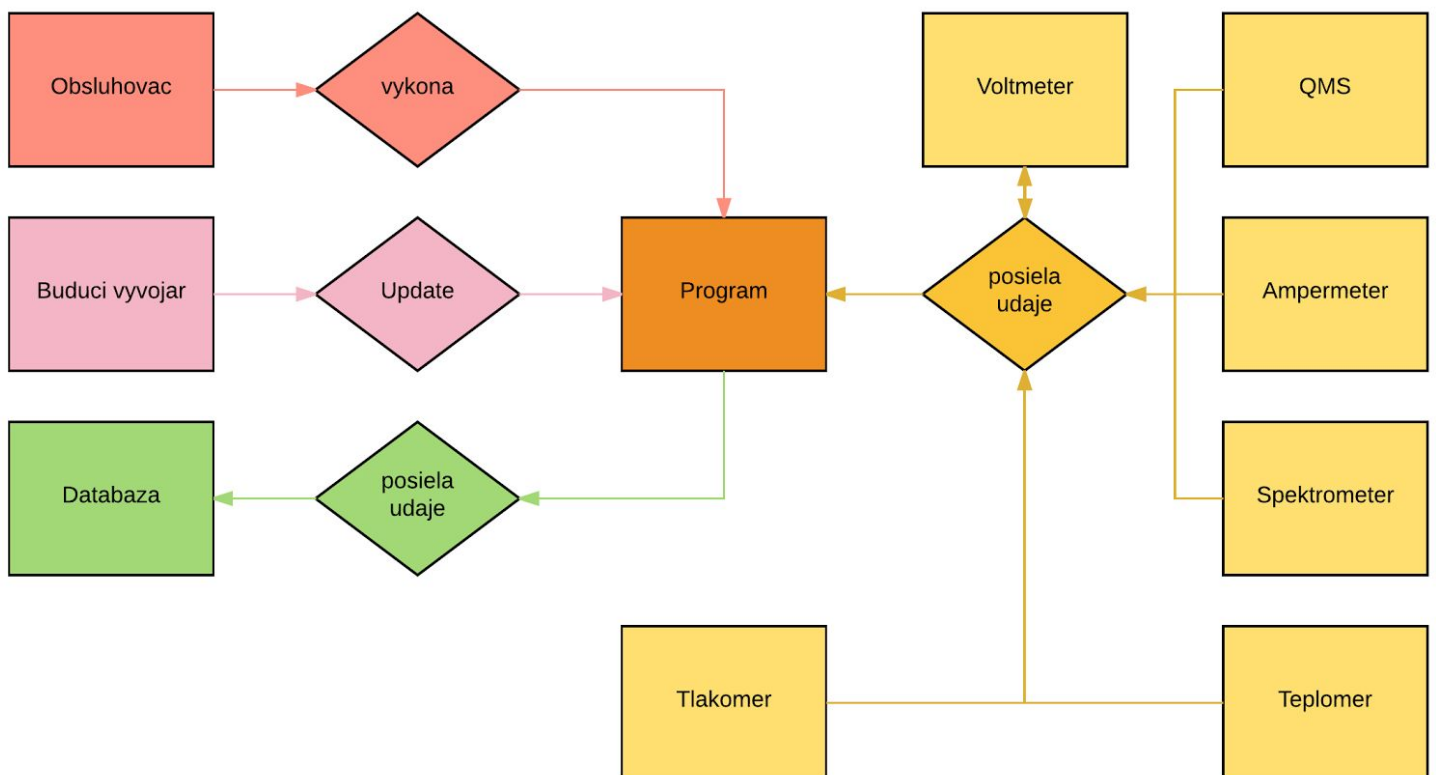 Obsluhovac
vykona
Voltmeter
QMS
Buduci vyvojar
Update
Program
posiela
udaje
Ampermeter
Databaza
posiela
udaje
Spektrometer
Tlakomer
Teplomer